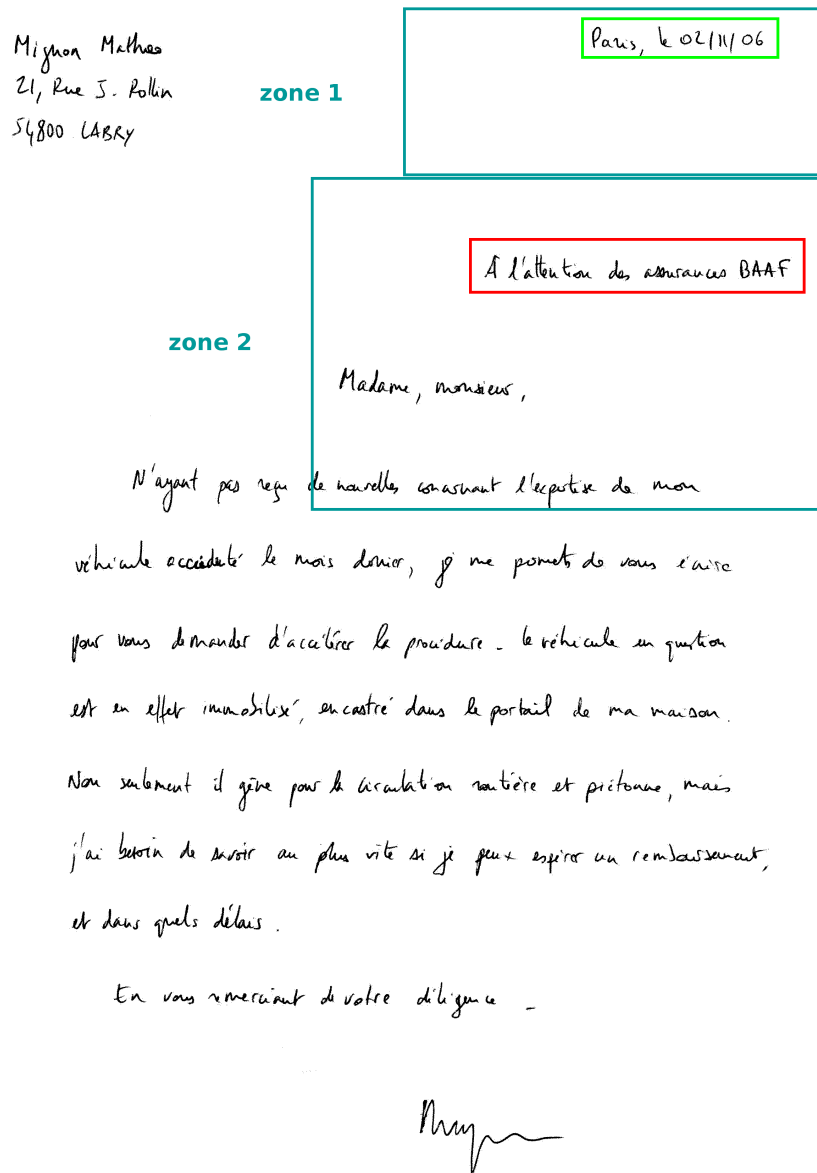 Mignon Matheo
21, Rue J. Rollin
54800 LABRY
zone 1
Paris, le 02/11/06
À l'attention des assurances BAAF
zone 2
Madame, monsieur,
N'ayant pas reçu de nouvelles concernant l'expertise de mon
véhicule accidenté le mois dernier, je me permets de vous écrire
pour vous demander d'accélérer la procédure. Le véhicule en question
est en effet immobilisé, encastré dans le portail de ma maison.
Non seulement il gêne pour la circulation routière et piétonne, mais
j'ai besoin de savoir au plus vite si je peux espérer un remboursement,
et dans quels délais.
En vous remerciant de votre diligence -